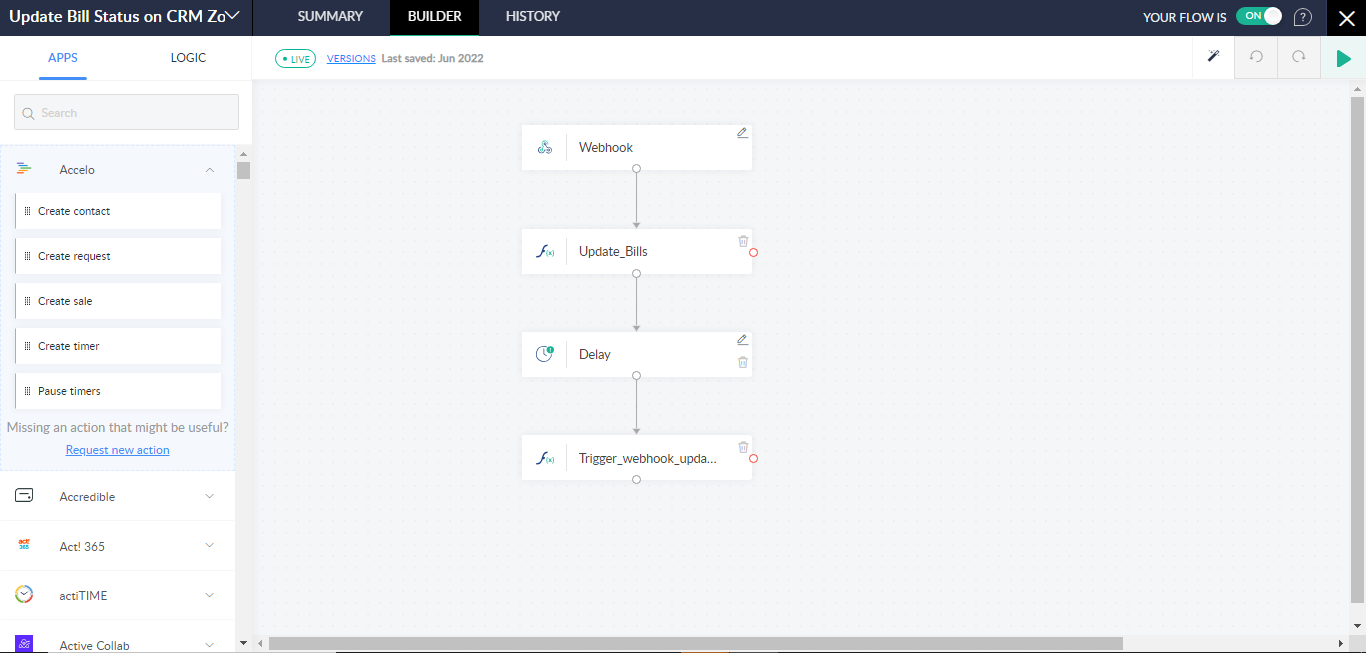 Update Bill Status on CRM Zo
SUMMARY
BUILDER
HISTORY
YOUR FLOW IS
ON
?
APPS
LOGIC
LIVE
VERSIONS
Last saved: Jun 2022
Search
Accelo
Create contact
Create request
Create sale
Create timer
Pause timers
Missing an action that might be useful?
Request new action
Accredible
act!
365
Act! 365
actiTIME
Active Collab
Webhook
f(x)
Update_Bills
Delay
f(x)
Trigger_webhook_upda...